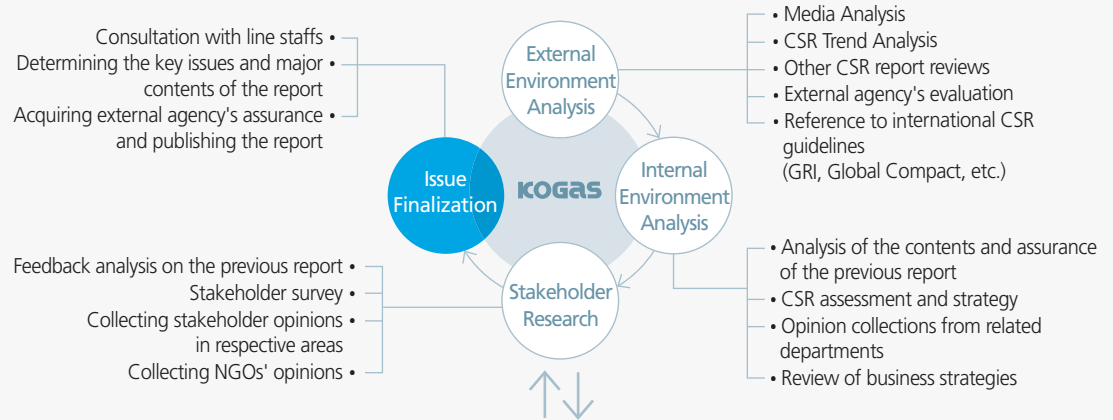 External
Environment
Analysis
• Media Analysis
• CSR Trend Analysis
• Other CSR report reviews
• External agency's evaluation
• Reference to international CSR
guidelines
(GRI, Global Compact, etc.)
Internal
Environment
Analysis
• Analysis of the contents and assurance
of the previous report
• CSR assessment and strategy
• Opinion collections from related
departments
• Review of business strategies
Stakeholder
Research
Feedback analysis on the previous report •
Stakeholder survey •
Collecting stakeholder opinions •
in respective areas
Collecting NGOs' opinions •
Issue
Finalization
Consultation with line staffs •
Determining the key issues and major •
contents of the report
Acquiring external agency's assurance •
and publishing the report
KOGAS